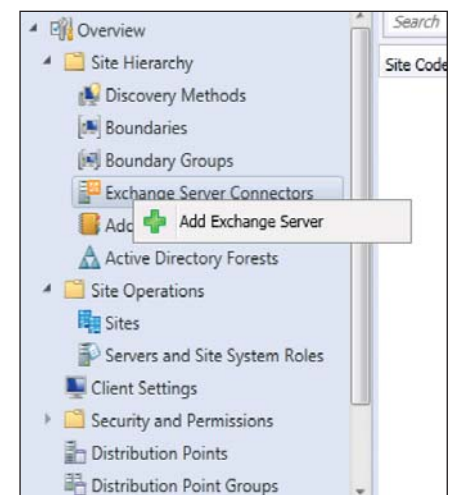 Overview
Search
Site Hierarchy
Site Code
Discovery Methods
Boundaries
Boundary Groups
Exchange Server Connectors
Add
Add Exchange Server
Active Directory Forests
Site Operations
Sites
Servers and Site System Roles
Client Settings
Security and Permissions
Distribution Points
Distribution Point Groups